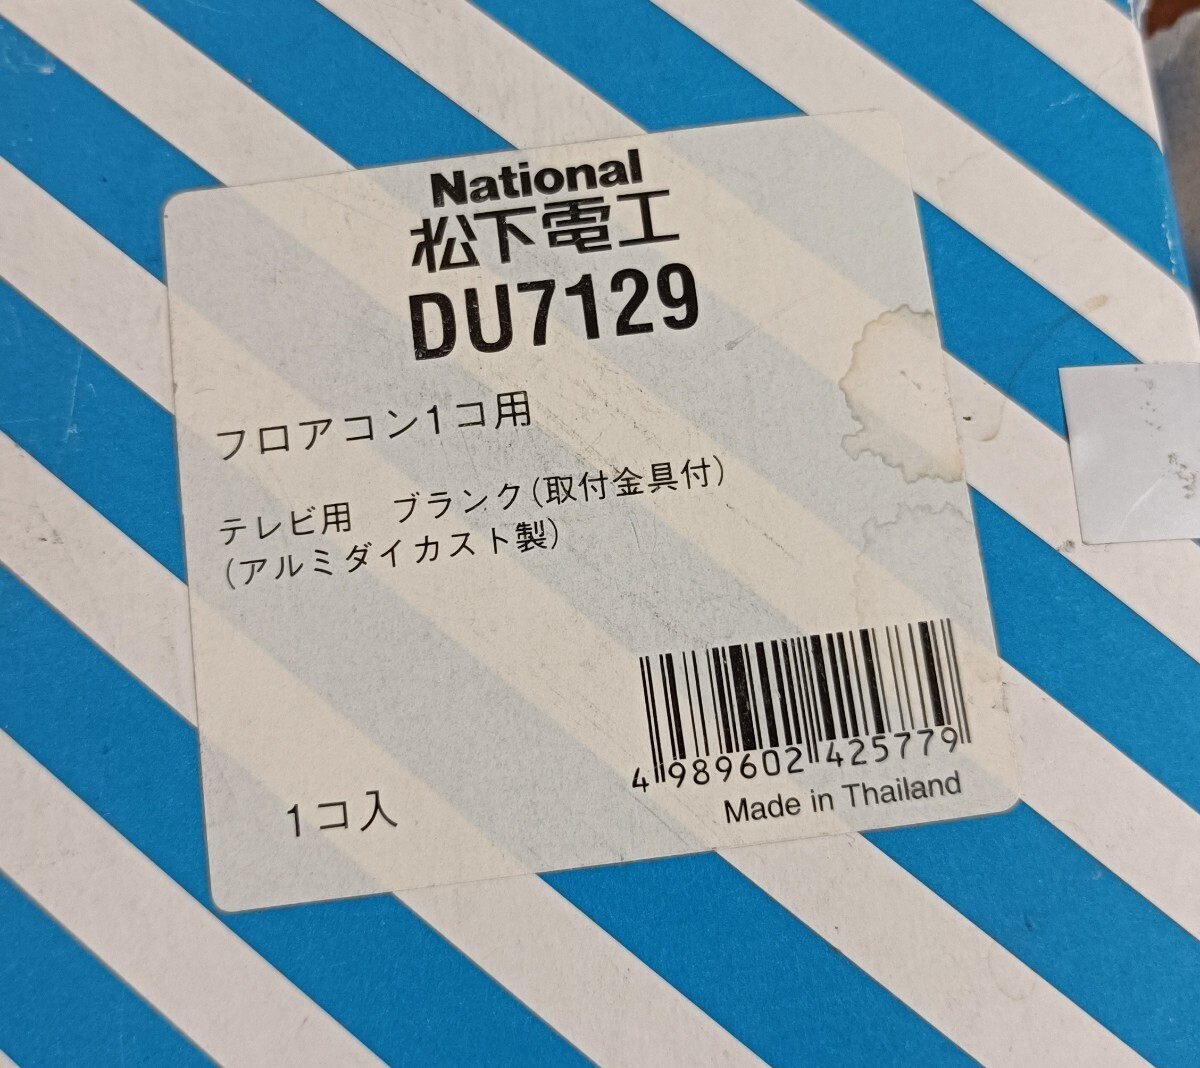 National
松下電工
DU7129
フロアコン1コ用
テレビ用　ブランク(取付金具付)
(アルミダイカスト製)
1コ入
4 989602 425779
Made in Thailand